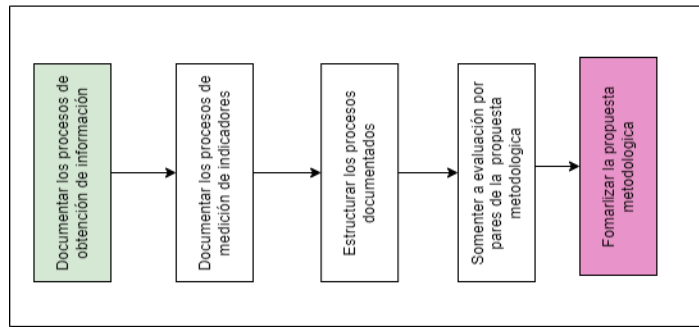 Documentar los procesos de
obtención de información
Documentar los procesos de
medición de indicadores
Estructurar los procesos
documentados
Somenter a evaluación por
pares de la propuesta
metodologica
Fomarlizar la propuesta
metodologica